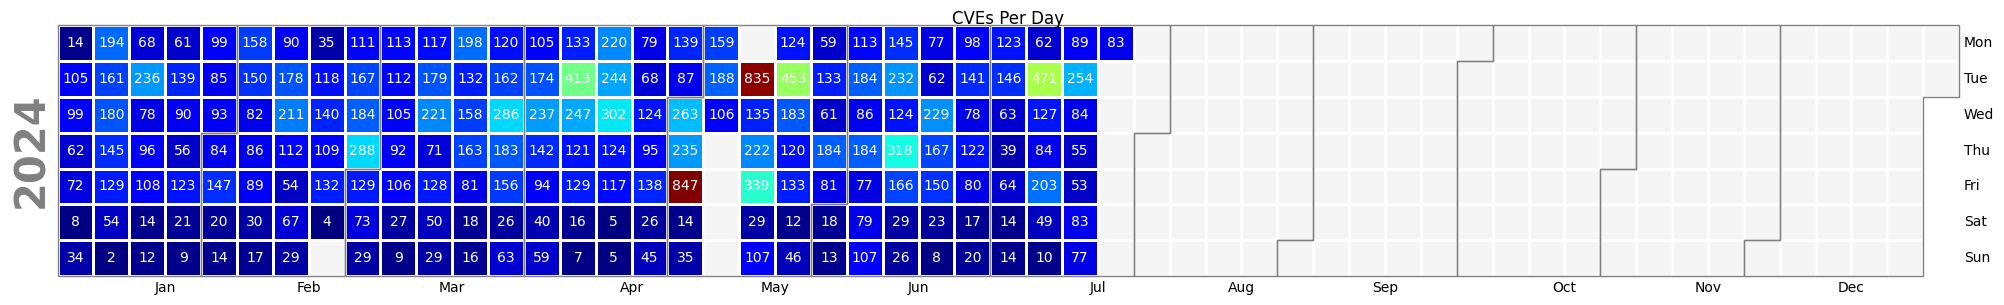 CVEs Per Day
14 194 68 61 99 158 90 35 111 113 117 198 120 105 133 220 79 139 159 124 59 113 145 77 98 123 62 89 83 Mon
105 161 236 139 85 150 178 118 167 112 179 132 162 174 413 244 68 87 188 835 453 133 184 232 62 141 146 471 254 Tue
99 180 78 90 93 82 211 140 184 105 221 158 286 237 247 302 124 263 106 135 183 61 86 124 229 78 63 127 84 Wed
62 145 96 56 84 86 112 109 288 92 71 163 183 142 121 124 95 235 222 120 184 184 318 167 122 39 84 55 Thu
72 129 108 123 147 89 54 132 129 106 128 81 156 94 129 117 138 847 339 133 81 77 166 150 80 64 203 53 Fri
8 54 14 21 20 30 67 4 73 27 50 18 26 40 16 5 26 14 29 12 18 79 29 23 17 14 49 83 Sat
34 2 12 9 14 17 29 29 9 29 16 63 59 7 5 45 35 107 46 13 107 26 8 20 14 10 77 Sun
2024
Jan Feb Mar Apr May Jun Jul Aug Sep Oct Nov Dec